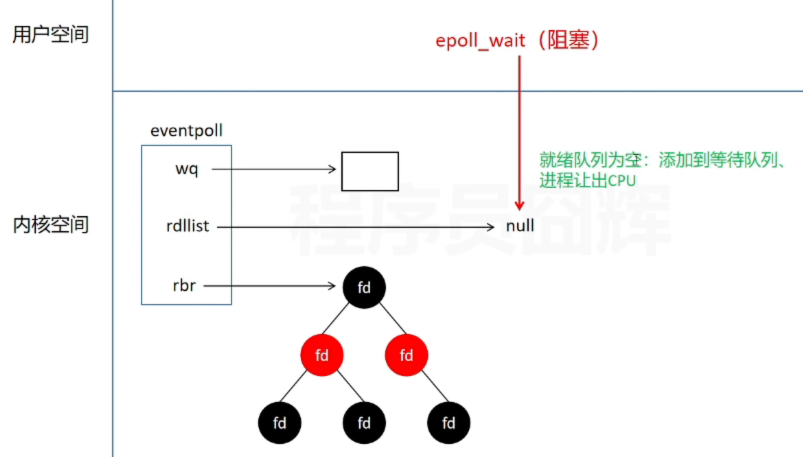 用户空间
epoll_wait（阻塞）
eventpoll
wq
就绪队列为空：添加到等待队列、
进程让出CPU
程序员囧辉
内核空间
rdllist
null
rbr
fd
fd
fd
fd
fd
fd